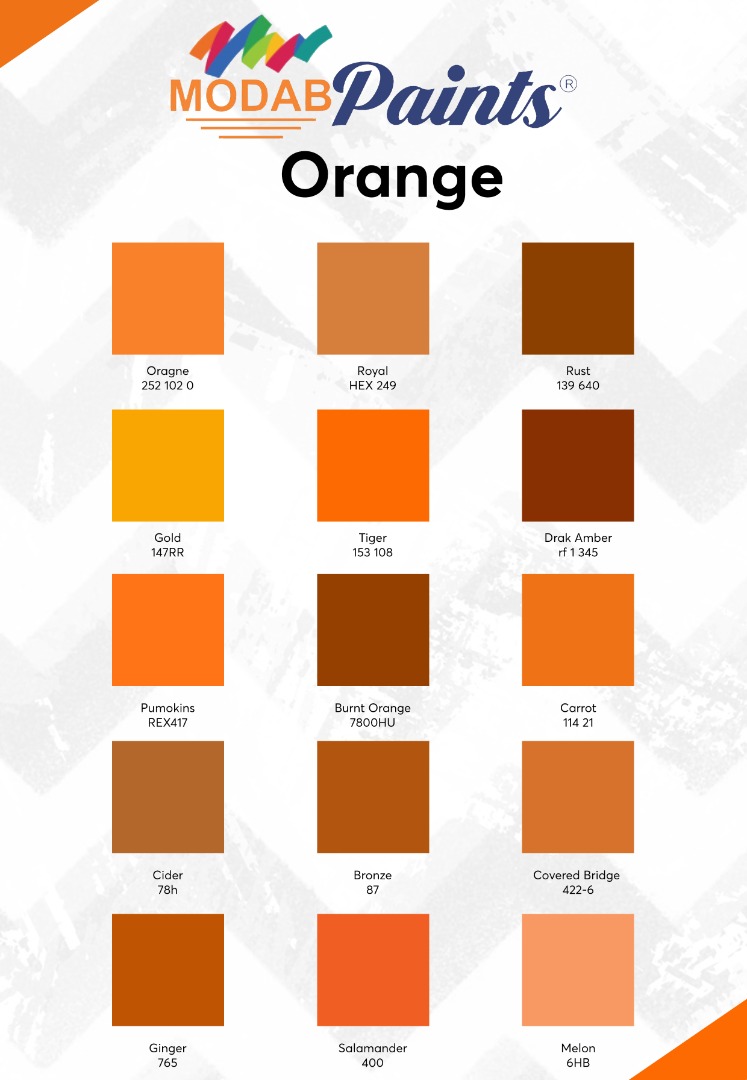 MODAB Paints ®
Orange
Oragne Royal Rust
252 102 0 HEX 249 139 640
Gold Tiger Drak Amber
147RR 153 108 rf 1 345
Pumokins Burnt Orange Carrot
REX417 7800HU 114 21
Cider Bronze Covered Bridge
78h 87 422-6
Ginger Salamander Melon
765 400 6HB